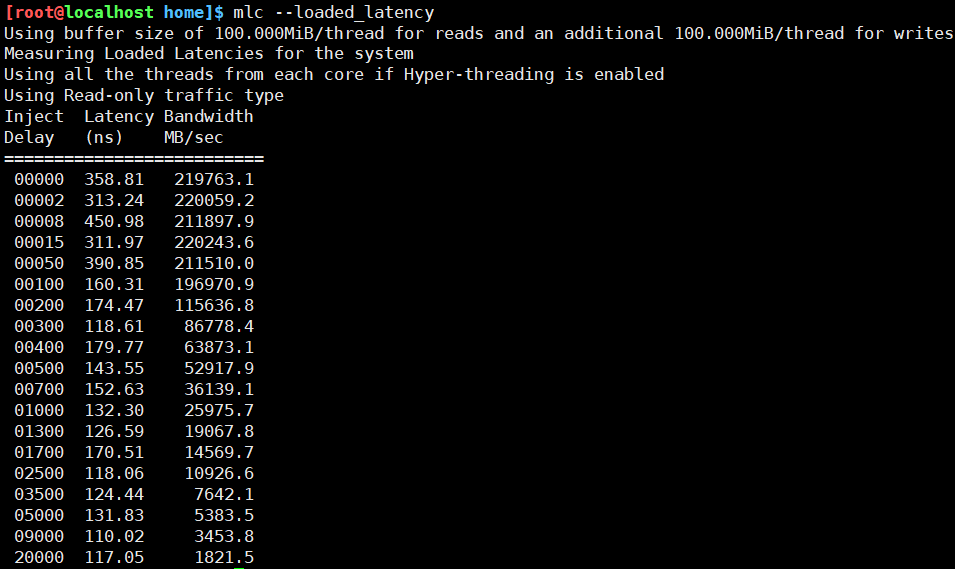 [root@localhost home]$ mlc --loaded_latency
Using buffer size of 100.000MiB/thread for reads and an additional 100.000MiB/thread for writes
Measuring Loaded Latencies for the system
Using all the threads from each core if Hyper-threading is enabled
Using Read-only traffic type
Inject  Latency Bandwidth
Delay   (ns)    MB/sec
==========================
 00000  358.81   219763.1
 00002  313.24   220059.2
 00008  450.98   211897.9
 00015  311.97   220243.6
 00050  390.85   211510.0
 00100  160.31   196970.9
 00200  174.47   115636.8
 00300  118.61    86778.4
 00400  179.77    63873.1
 00500  143.55    52917.9
 00700  152.63    36139.1
 01000  132.30    25975.7
 01300  126.59    19067.8
 01700  170.51    14569.7
 02500  118.06    10926.6
 03500  124.44     7642.1
 05000  131.83     5383.5
 09000  110.02     3453.8
 20000  117.05     1821.5